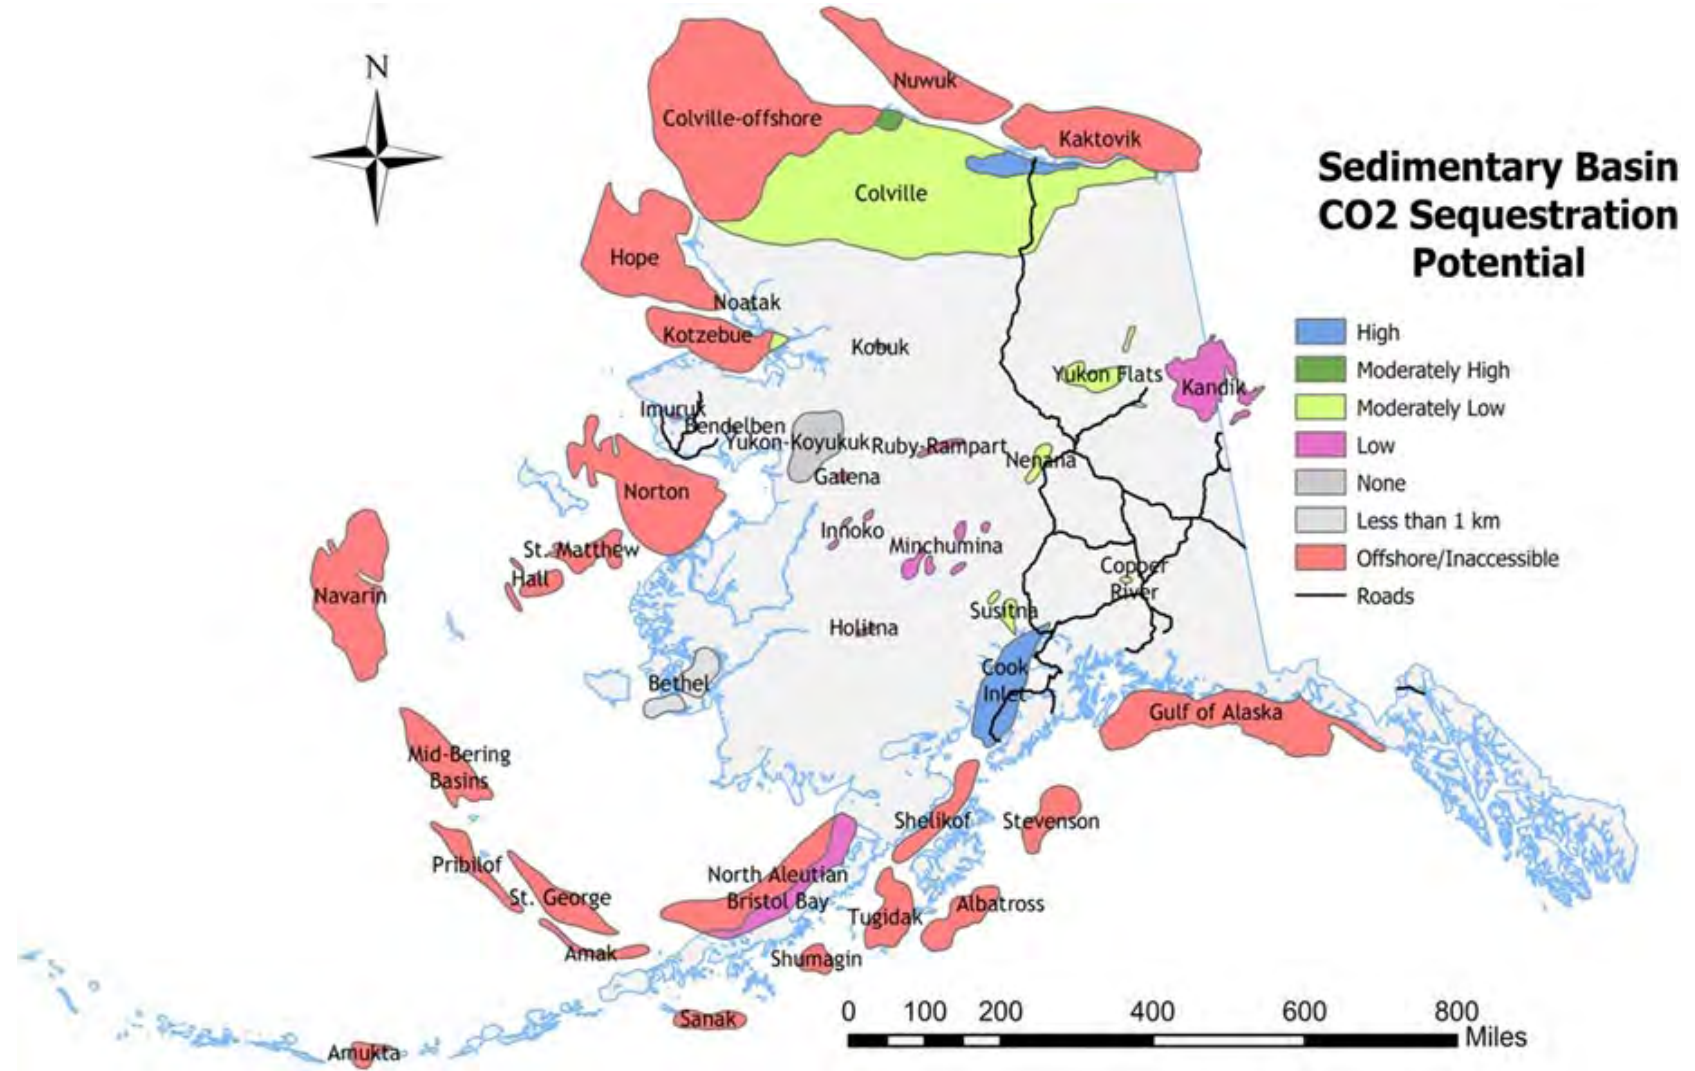 N
Nuwuk
Colville-offshore
Kaktovik
Colville
Hope
Noatak
Kotzebue
Kobuk
Yukon Flats
Kandik
Imuruk
Bendelben
Yukon-Koyukuk
Ruby-Rampart
Nenana
Galena
Norton
Innoko
Minchumina
St. Matthew
Hall
Navarin
Copper
River
Susitna
Holitna
Cook
Inlet
Bethel
Gulf of Alaska
Mid-Bering
Basins
Shelikof
Stevenson
Pribilof
St. George
North Aleutian
Bristol Bay
Tugidak
Albatross
Amak
Shumagin
Sanak
Amukta
Sedimentary Basin
CO2 Sequestration
Potential
High
Moderately High
Moderately Low
Low
None
Less than 1 km
Offshore/Inaccessible
Roads
0 100 200 400 600 800
Miles